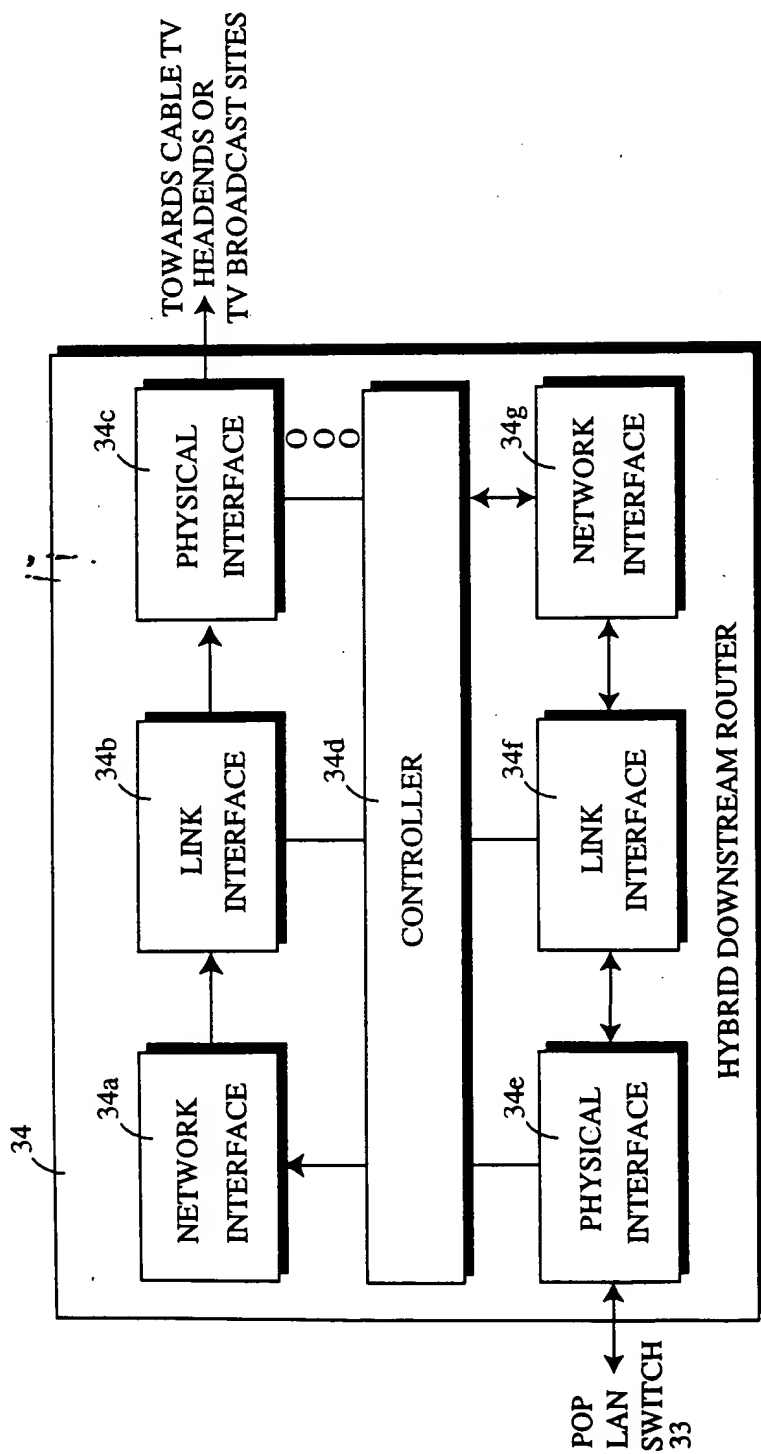 34
34a
NETWORK
INTERFACE
34b
LINK
INTERFACE
34c
PHYSICAL
INTERFACE
TOWARDS CABLE TV
HEADENDS OR
TV BROADCAST SITES
O O O
34d
CONTROLLER
POP
LAN
SWITCH
33
34e
PHYSICAL
INTERFACE
34f
LINK
INTERFACE
34g
NETWORK
INTERFACE
HYBRID DOWNSTREAM ROUTER